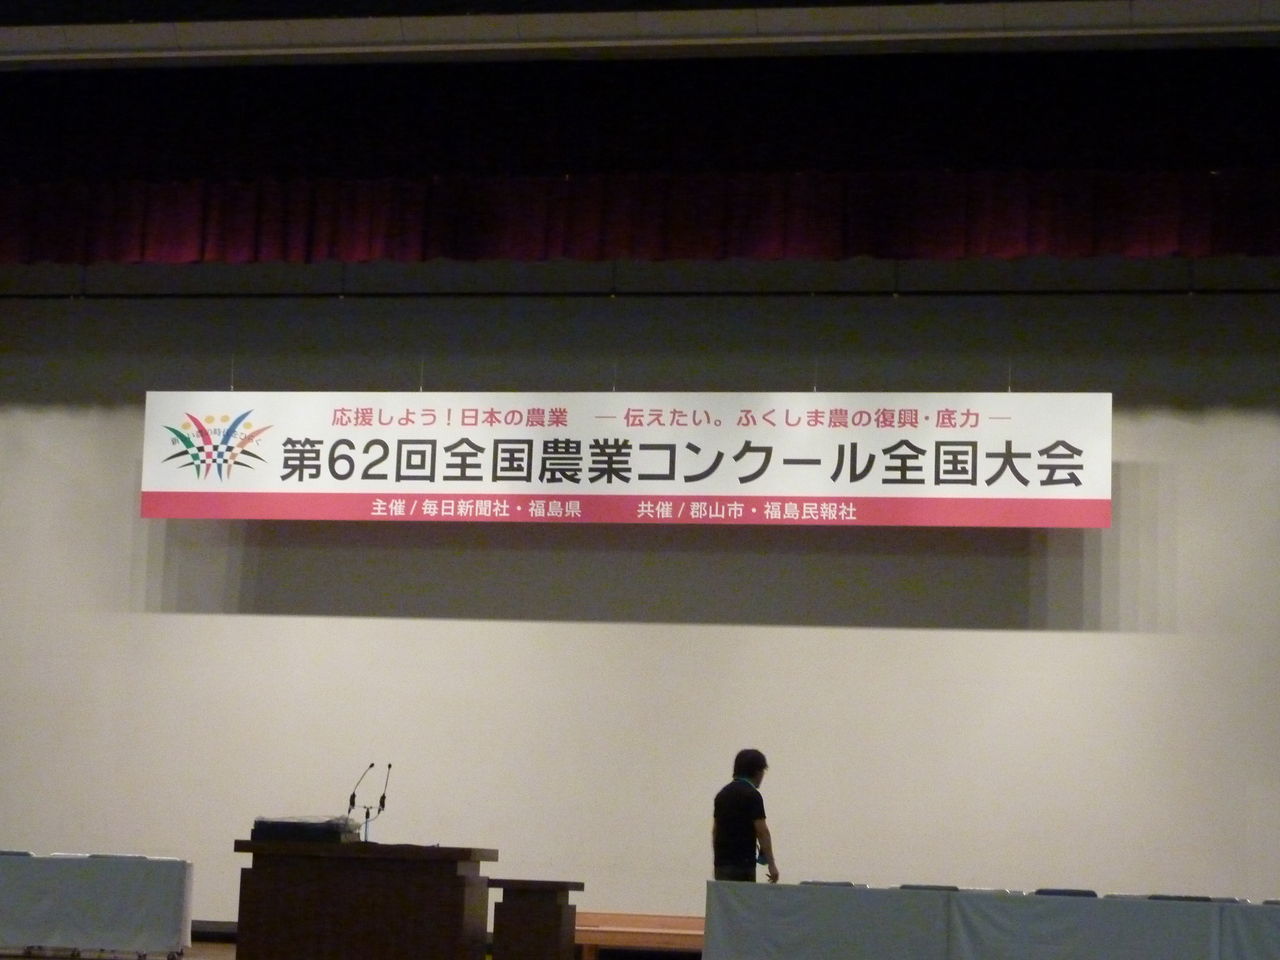 応援しよう！日本の農業　―伝えたい。ふくしま農の復興・底力―
第62回全国農業コンクール全国大会
主催/毎日新聞社・福島県　共催/郡山市・福島民報社